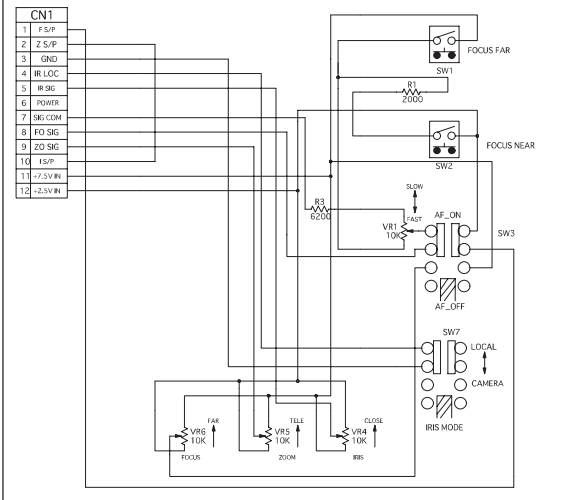 CN1
1 F S/P
2 Z S/P
3 GND
4 IR LOC
5 IR SIG
6 POWER
7 SIG COM
8 FO SIG
9 ZO SIG
10 I S/P
11 +7.5V IN
12 +2.5V IN
FOCUS FAR
SW1
R1
2000
FOCUS NEAR
SW2
SLOW
R3
6200
FAST
VR1
10K
AF_ON
SW3
AF_OFF
SW7
LOCAL
CAMERA
IRIS MODE
FAR
VR6
10K
FOCUS
TELE
VR5
10K
ZOOM
CLOSE
VR4
10K
IRIS